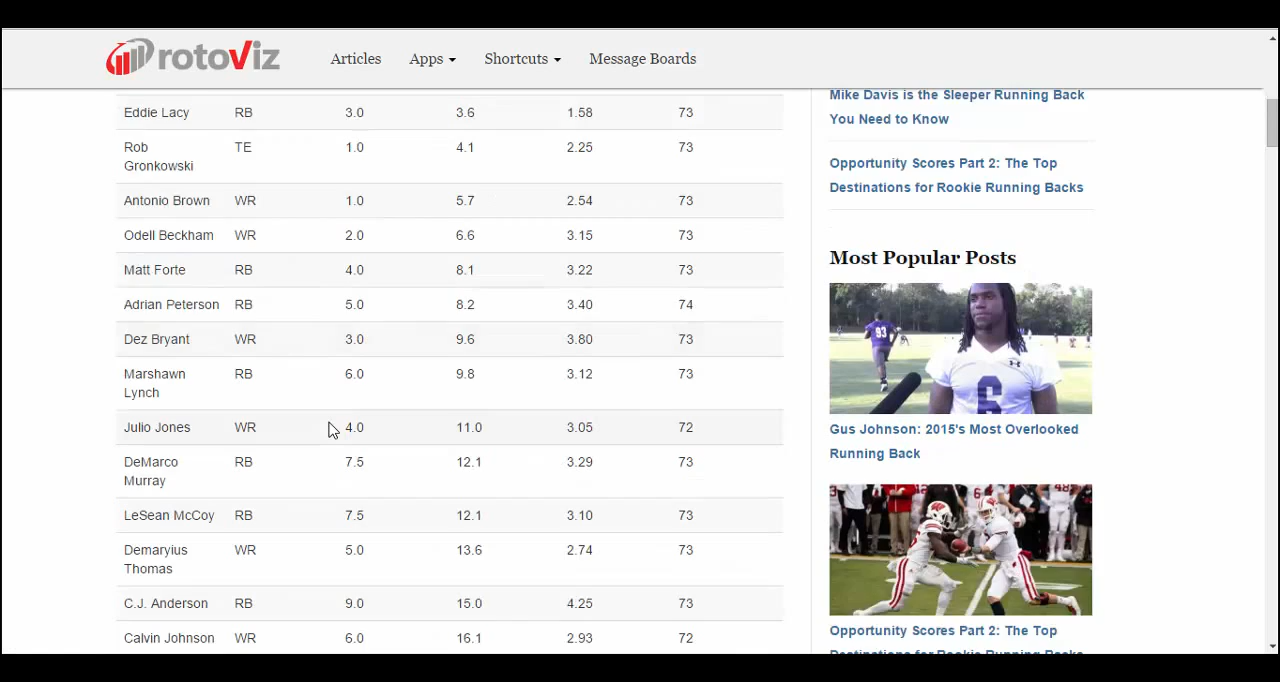 rotoviz
Articles Apps Shortcuts Message Boards
Eddie Lacy RB 3.0 3.6 1.58 73
Rob
Gronkowski TE 1.0 4.1 2.25 73
Antonio Brown WR 1.0 5.7 2.54 73
Odell Beckham WR 2.0 6.6 3.15 73
Matt Forte RB 4.0 8.1 3.22 73
Adrian Peterson RB 5.0 8.2 3.40 74
Dez Bryant WR 3.0 9.6 3.80 73
Marshawn
Lynch RB 6.0 9.8 3.12 73
Julio Jones WR 4.0 11.0 3.05 72
DeMarco
Murray RB 7.5 12.1 3.29 73
LeSean McCoy RB 7.5 12.1 3.10 73
Demaryius
Thomas WR 5.0 13.6 2.74 73
C.J. Anderson RB 9.0 15.0 4.25 73
Calvin Johnson WR 6.0 16.1 2.93 72
Mike Davis is the Sleeper Running Back
You Need to Know
Opportunity Scores Part 2: The Top
Destinations for Rookie Running Backs
Most Popular Posts
93
6
Gus Johnson: 2015's Most Overlooked
Running Back
Opportunity Scores Part 2: The Top
Destinations for Rookie Running Backs